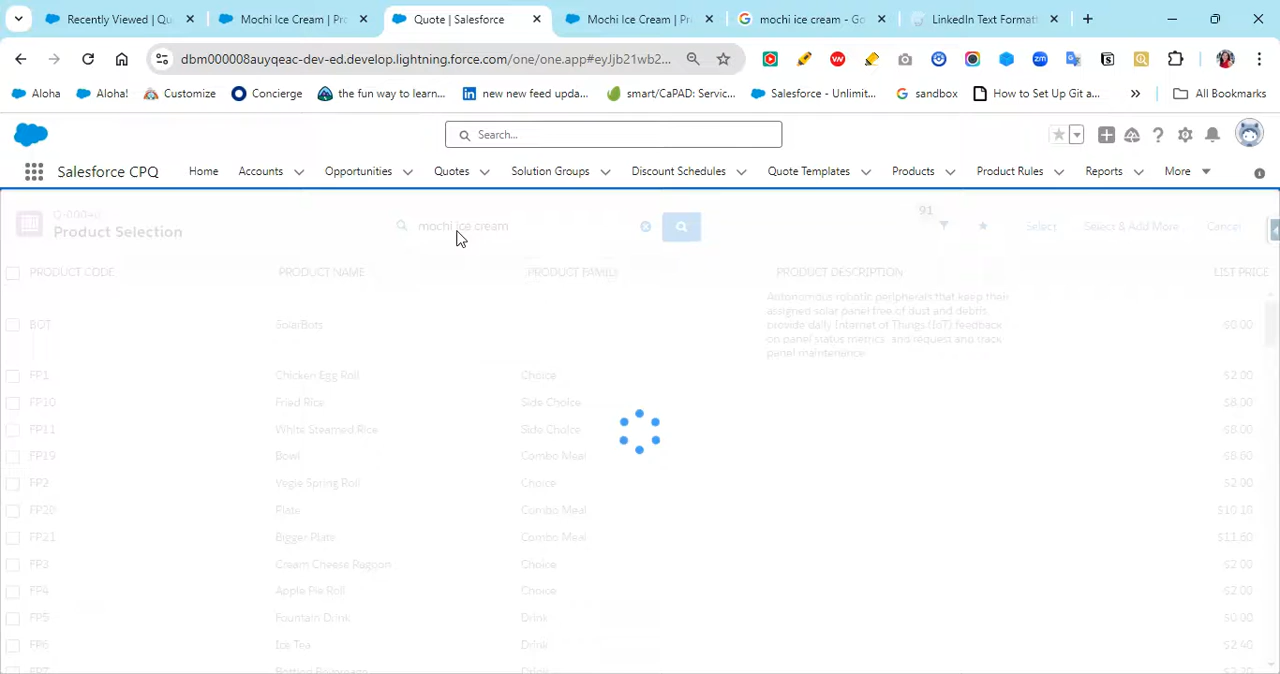 Recently Viewed | Qu
Mochi Ice Cream | Pro
Quote | Salesforce
Mochi Ice Cream | Pr
mochi ice cream - Go
LinkedIn Text Formatt
dbm000008auyqeac-dev-ed.develop.lightning.force.com/one/one.app#eyJjb21wb2...
Aloha
Aloha!
Customize
Concierge
the fun way to learn...
new new feed upda...
smart/CaPAD: Servic...
Salesforce - Unlimit...
sandbox
How to Set Up Git a...
All Bookmarks
Search...
Salesforce CPQ
Home
Accounts
Opportunities
Quotes
Solution Groups
Discount Schedules
Quote Templates
Products
Product Rules
Reports
More
Product Selection
mochi ice cream
91
Select
Select & Add More
Cancel
PRODUCT CODE
PRODUCT NAME
PRODUCT FAMILY
PRODUCT DESCRIPTION
LIST PRICE
BOT
SolarBots
Autonomous robotic peripherals that keep their
assigned solar panel free of dust and debris,
provide daily Internet of Things (IoT) feedback
on panel status metrics, and request and track
panel maintenance.
$0.00
FP1
Chicken Egg Roll
Choice
$2.00
FP10
Fried Rice
Side Choice
$8.00
FP11
White Steamed Rice
Side Choice
$8.00
FP19
Bowl
Combo Meal
FP2
Vegie Spring Roll
Choice
$2.00
FP20
Plate
Combo Meal
FP21
Bigger Plate
Combo Meal
$11.60
FP3
Cream Cheese Ragoon
Choice
$2.00
FP4
Apple Pie Roll
Choice
$2.00
FP5
Fountain Drink
Drink
$0.00
FP6
Ice Tea
Drink
$2.40
FP7